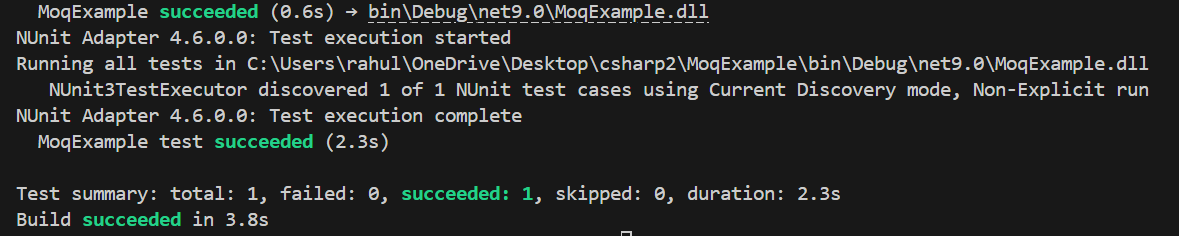 MoqExample succeeded (0.6s) → bin\Debug\net9.0\MoqExample.dll
NUnit Adapter 4.6.0.0: Test execution started
Running all tests in C:\Users\rahul\OneDrive\Desktop\csharp2\MoqExample\bin\Debug\net9.0\MoqExample.dll
NUnit3TestExecutor discovered 1 of 1 NUnit test cases using Current Discovery mode, Non-Explicit run
NUnit Adapter 4.6.0.0: Test execution complete
MoqExample test succeeded (2.3s)
Test summary: total: 1, failed: 0, succeeded: 1, skipped: 0, duration: 2.3s
Build succeeded in 3.8s